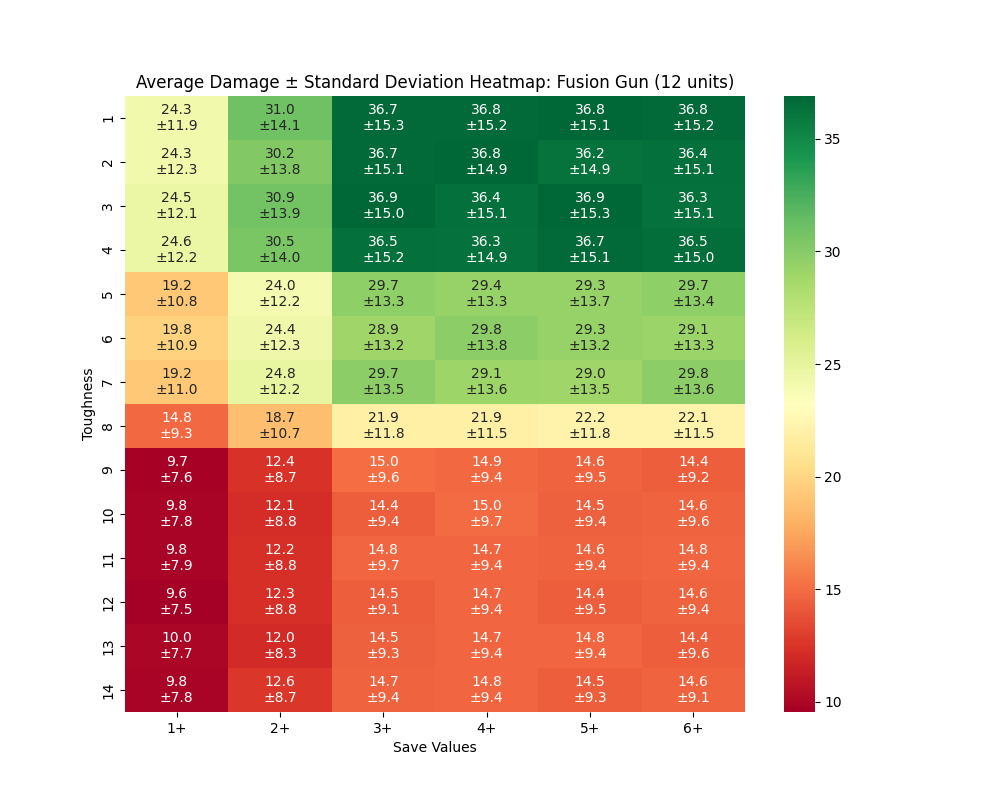 Average Damage ± Standard Deviation Heatmap: Fusion Gun (12 units)
Toughness
1 24.3 31.0 36.7 36.8 36.8 36.8
±11.9 ±14.1 ±15.3 ±15.2 ±15.1 ±15.2
2 24.3 30.2 36.7 36.8 36.2 36.4
±12.3 ±13.8 ±15.1 ±14.9 ±14.9 ±15.1
3 24.5 30.9 36.9 36.4 36.9 36.3
±12.1 ±13.9 ±15.0 ±15.1 ±15.3 ±15.1
4 24.6 30.5 36.5 36.3 36.7 36.5
±12.2 ±14.0 ±15.2 ±14.9 ±15.1 ±15.0
5 19.2 24.0 29.7 29.4 29.3 29.7
±10.8 ±12.2 ±13.3 ±13.3 ±13.7 ±13.4
6 19.8 24.4 28.9 29.8 29.3 29.1
±10.9 ±12.3 ±13.2 ±13.8 ±13.2 ±13.3
7 19.2 24.8 29.7 29.1 29.0 29.8
±11.0 ±12.2 ±13.5 ±13.6 ±13.5 ±13.6
8 14.8 18.7 21.9 21.9 22.2 22.1
±9.3 ±10.7 ±11.8 ±11.5 ±11.8 ±11.5
9 9.7 12.4 15.0 14.9 14.6 14.4
±7.6 ±8.7 ±9.6 ±9.4 ±9.5 ±9.2
10 9.8 12.1 14.4 15.0 14.5 14.6
±7.8 ±8.8 ±9.4 ±9.7 ±9.4 ±9.6
11 9.8 12.2 14.8 14.7 14.6 14.8
±7.9 ±8.8 ±9.7 ±9.4 ±9.4 ±9.4
12 9.6 12.3 14.5 14.7 14.4 14.6
±7.5 ±8.8 ±9.1 ±9.4 ±9.5 ±9.4
13 10.0 12.0 14.5 14.7 14.8 14.4
±7.7 ±8.3 ±9.3 ±9.4 ±9.4 ±9.6
14 9.8 12.6 14.7 14.8 14.5 14.6
±7.8 ±8.7 ±9.4 ±9.4 ±9.3 ±9.1
1+ 2+ 3+ 4+ 5+ 6+
Save Values
35
30
25
20
15
10